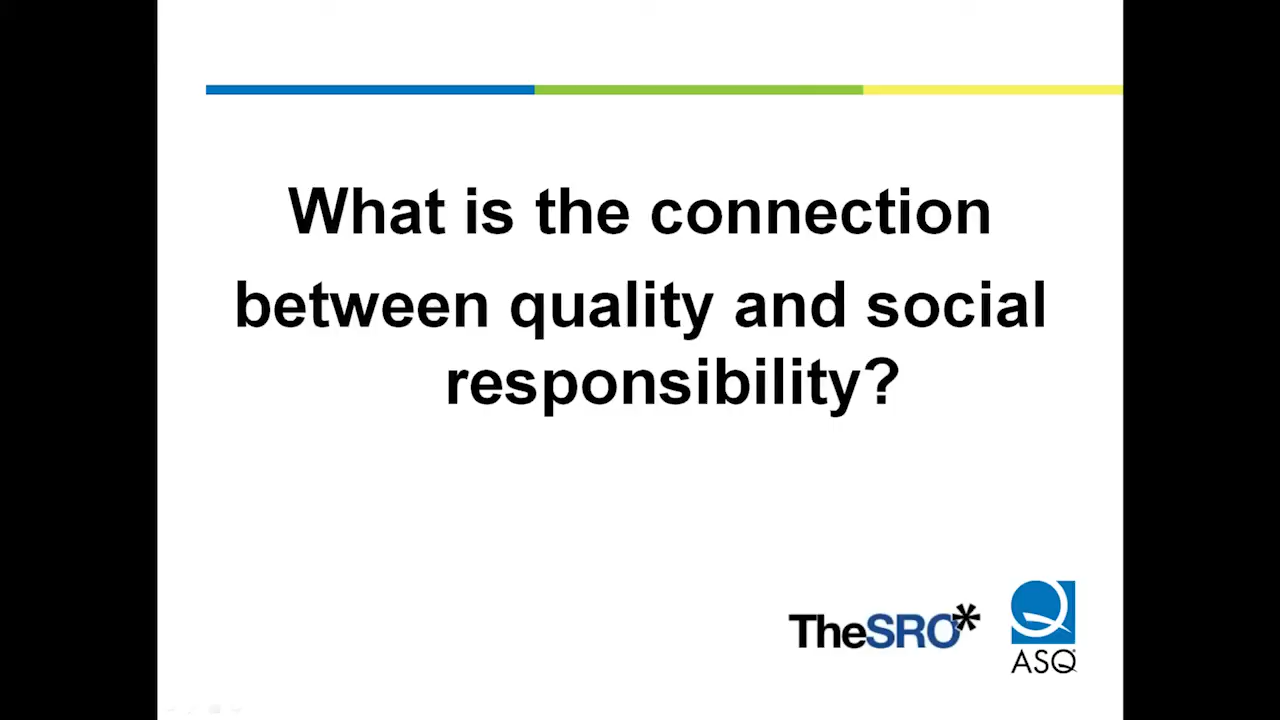 What is the connection
between quality and social
responsibility?
TheSRO*
ASQ